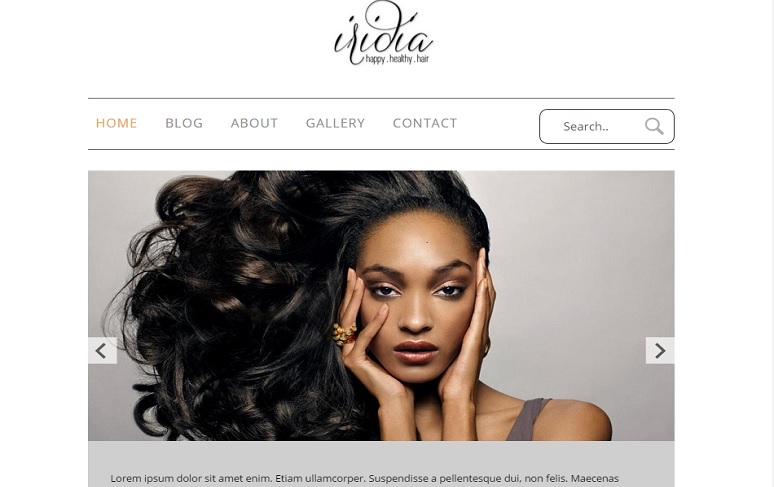 iridia
happy . healthy . hair
HOME BLOG ABOUT GALLERY CONTACT Search..
Lorem ipsum dolor sit amet enim. Etiam ullamcorper. Suspendisse a pellentesque dui, non felis. Maecenas